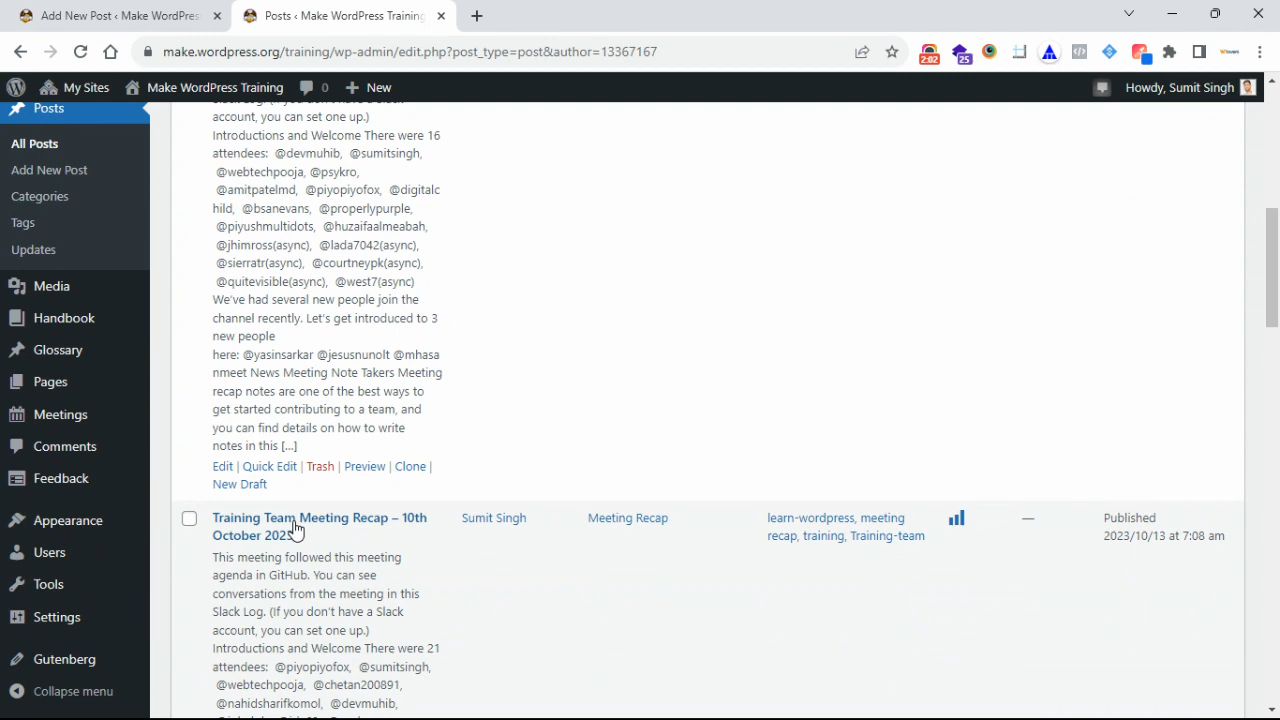 Add New Post ‹ Make WordPres
Posts ‹ Make WordPress Training
make.wordpress.org/training/wp-admin/edit.php?post_type=post&author=13367167
2:02
25
My Sites
Make WordPress Training
0
New
Howdy, Sumit Singh
Posts
All Posts
Add New Post
Categories
Tags
Updates
Media
Handbook
Glossary
Pages
Meetings
Comments
Feedback
Appearance
Users
Tools
Settings
Gutenberg
Collapse menu
account, you can set one up.)
Introductions and Welcome There were 16
attendees: @devmuhib, @sumitsingh,
@webtechpooja, @psykro,
@amitpatelmd, @piyopiyofox, @digitalc
hild, @bsanevans, @properlypurple,
@piyushmultidots, @huzaifaalmeabah,
@jhimross(async), @lada7042(async),
@sierratr(async), @courtneypk(async),
@quitevisible(async), @west7(async)
We've had several new people join the
channel recently. Let's get introduced to 3
new people
here: @yasinsarkar @jesusnunolt @mhasa
nmeet News Meeting Note Takers Meeting
recap notes are one of the best ways to
get started contributing to a team, and
you can find details on how to write
notes in this [...]
Edit | Quick Edit | Trash | Preview | Clone |
New Draft
Training Team Meeting Recap – 10th
October 2023
Sumit Singh
Meeting Recap
learn-wordpress, meeting
recap, training, Training-team
—
Published
2023/10/13 at 7:08 am
This meeting followed this meeting
agenda in GitHub. You can see
conversations from the meeting in this
Slack Log. (If you don't have a Slack
account, you can set one up.)
Introductions and Welcome There were 21
attendees: @piyopiyofox, @sumitsingh,
@webtechpooja, @chetan200891,
@nahidsharifkomol, @devmuhib,